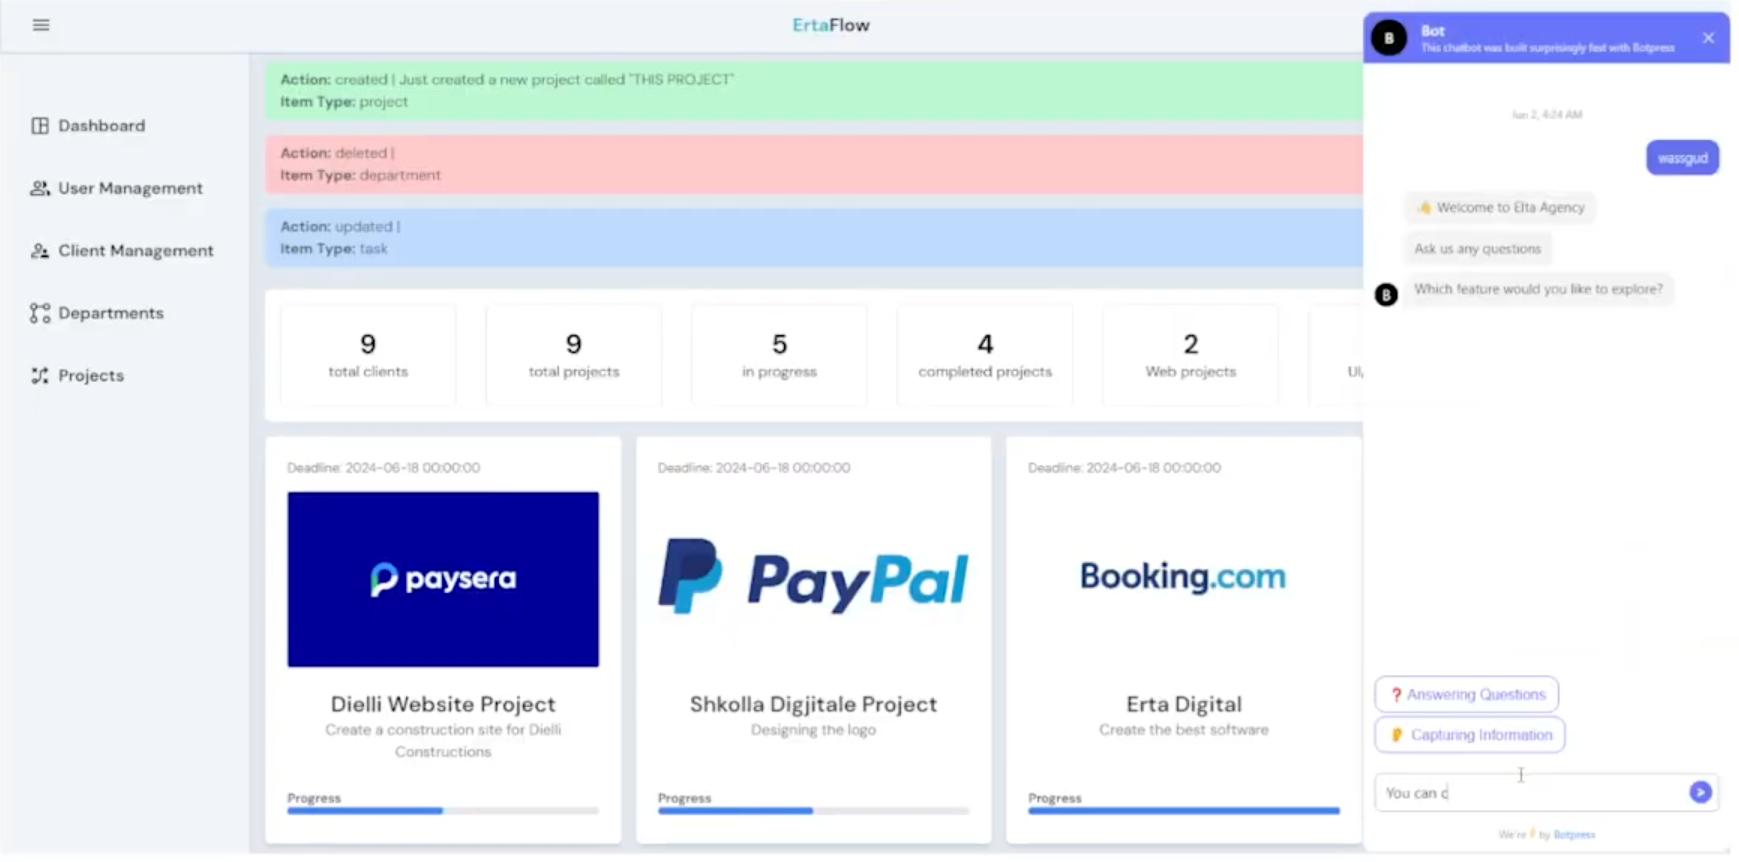 ErtaFlow
Dashboard
User Management
Client Management
Departments
Projects
Action: created | Just created a new project called "THIS PROJECT"
Item Type: project
Action: deleted |
Item Type: department
Action: updated |
Item Type: task
9
total clients
9
total projects
5
in progress
4
completed projects
2
Web projects
UI,
Deadline: 2024-06-18 00:00:00
paysera
Dielli Website Project
Create a construction site for Dielli
Constructions
Progress
Deadline: 2024-06-18 00:00:00
PayPal
Shkolla Digjitale Project
Designing the logo
Progress
Deadline: 2024-06-18 00:00:00
Booking.com
Erta Digital
Create the best software
Progress
B
Bot
This chatbot was built surprisingly fast with Botpress
Jun 2, 4:24 AM
wassgud
Welcome to Elta Agency
Ask us any questions
B
Which feature would you like to explore?
Answering Questions
Capturing Information
You can c
We're by Botpress